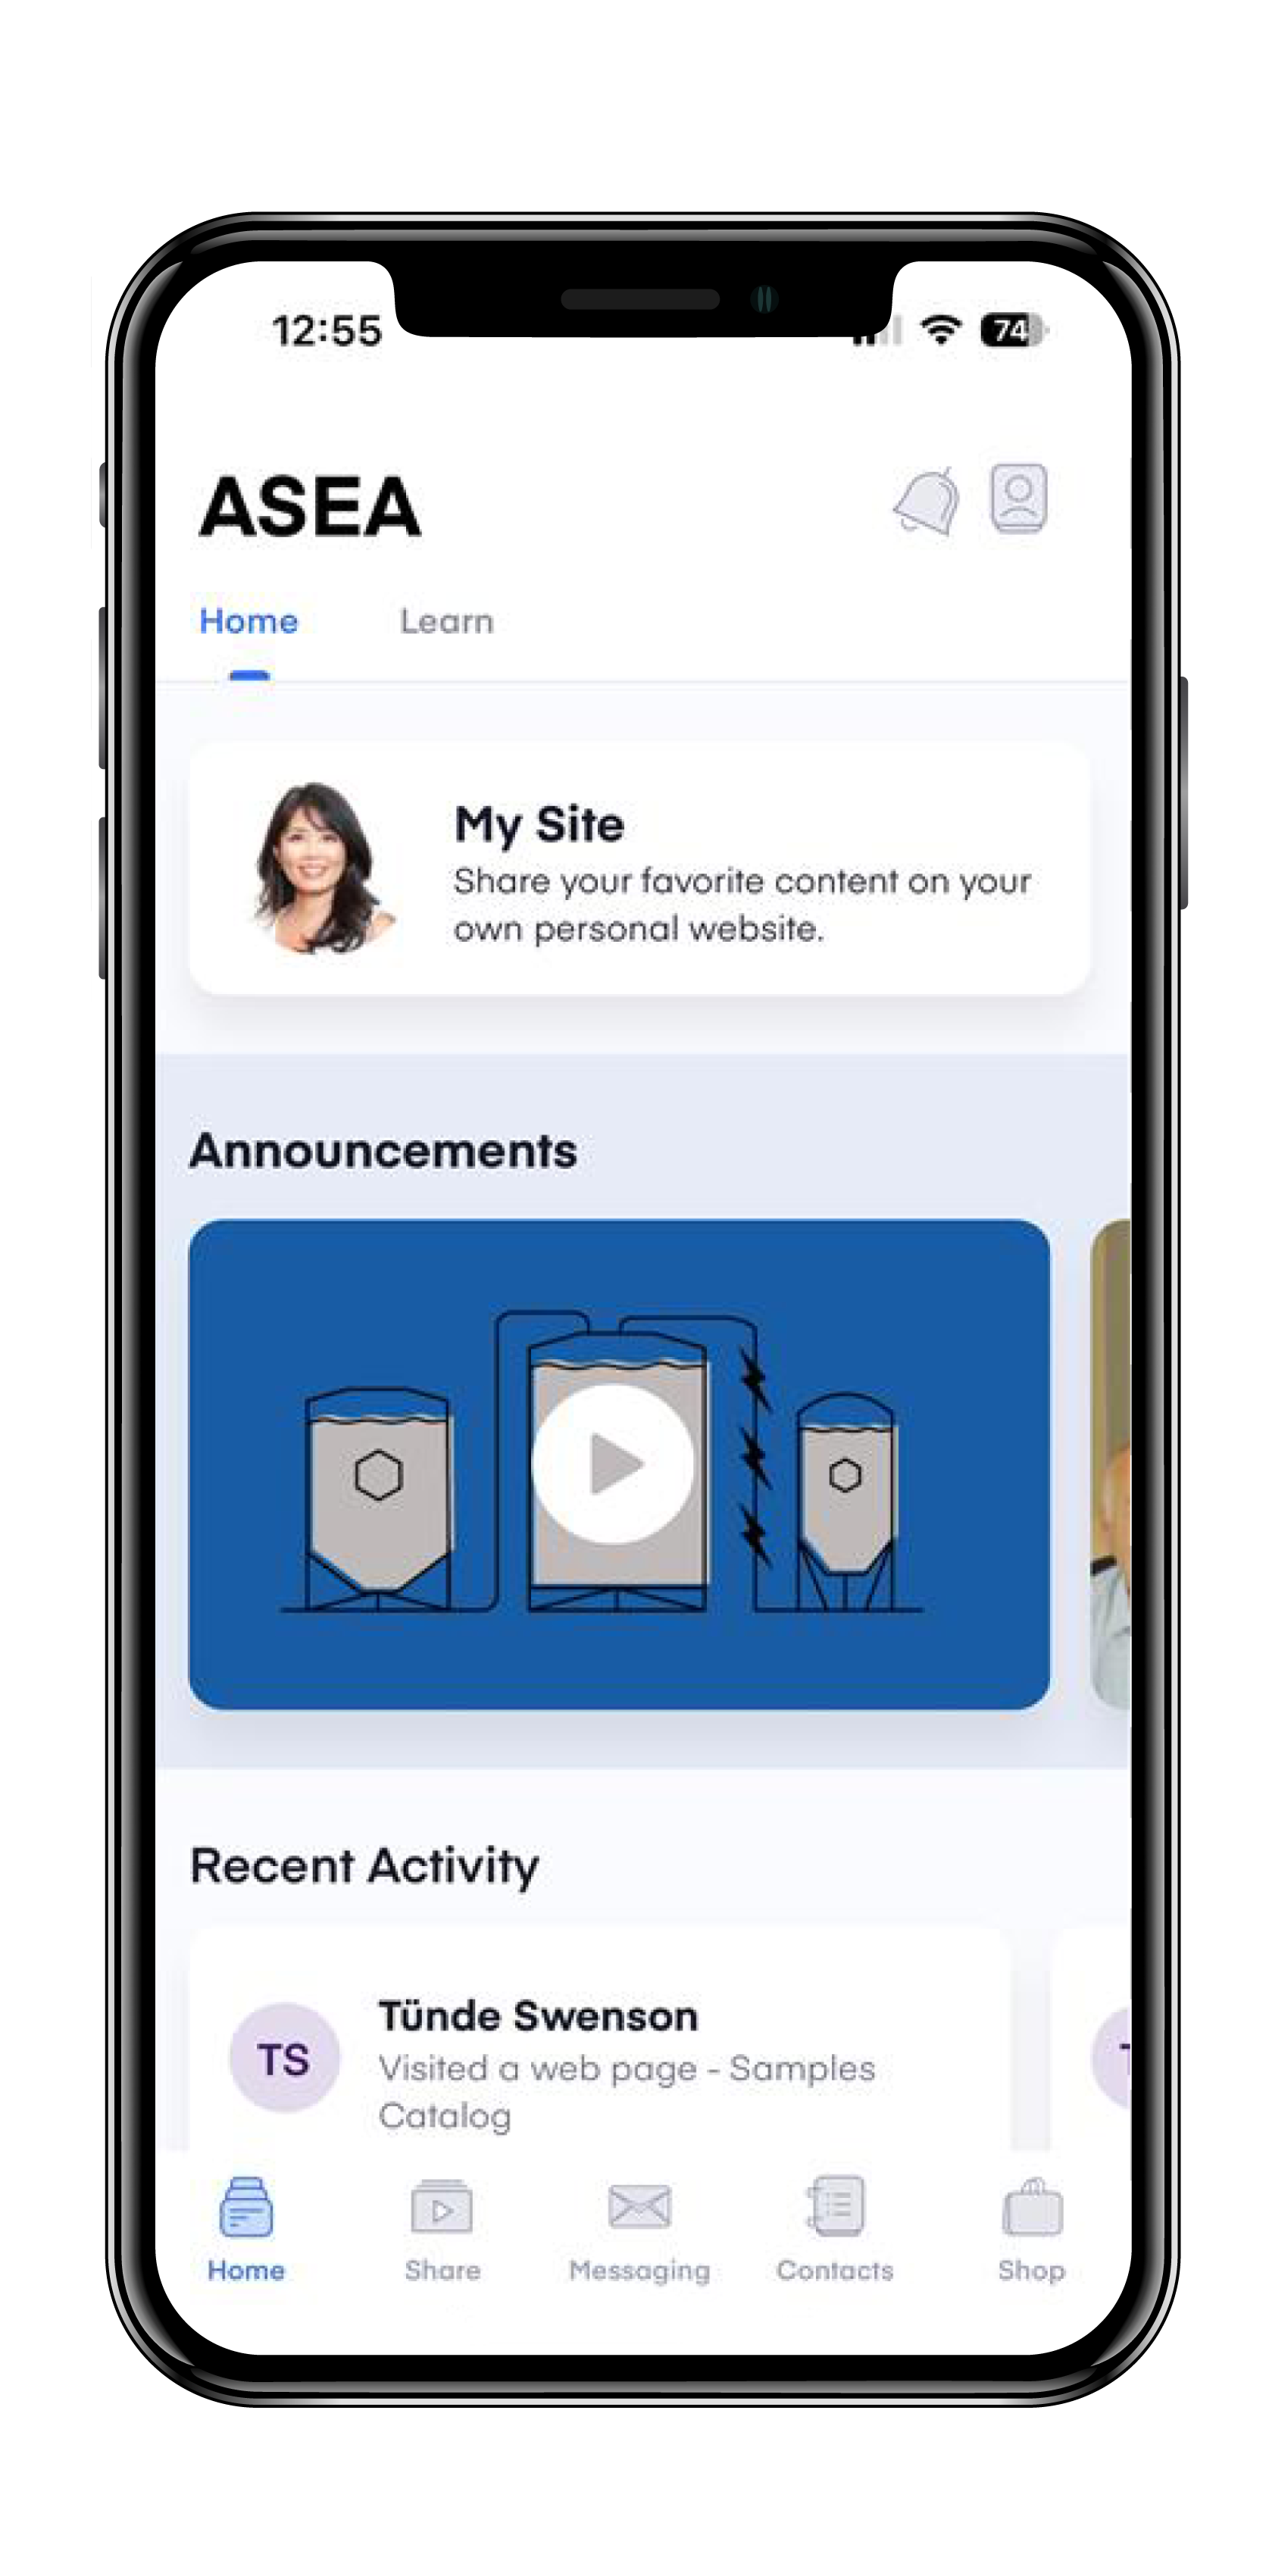 12:55
74
ASEA
Home
Learn
My Site
Share your favorite content on your
own personal website.
Announcements
Recent Activity
TS
Tünde Swenson
Visited a web page - Samples
Catalog
Home
Share
Messaging
Contacts
Shop